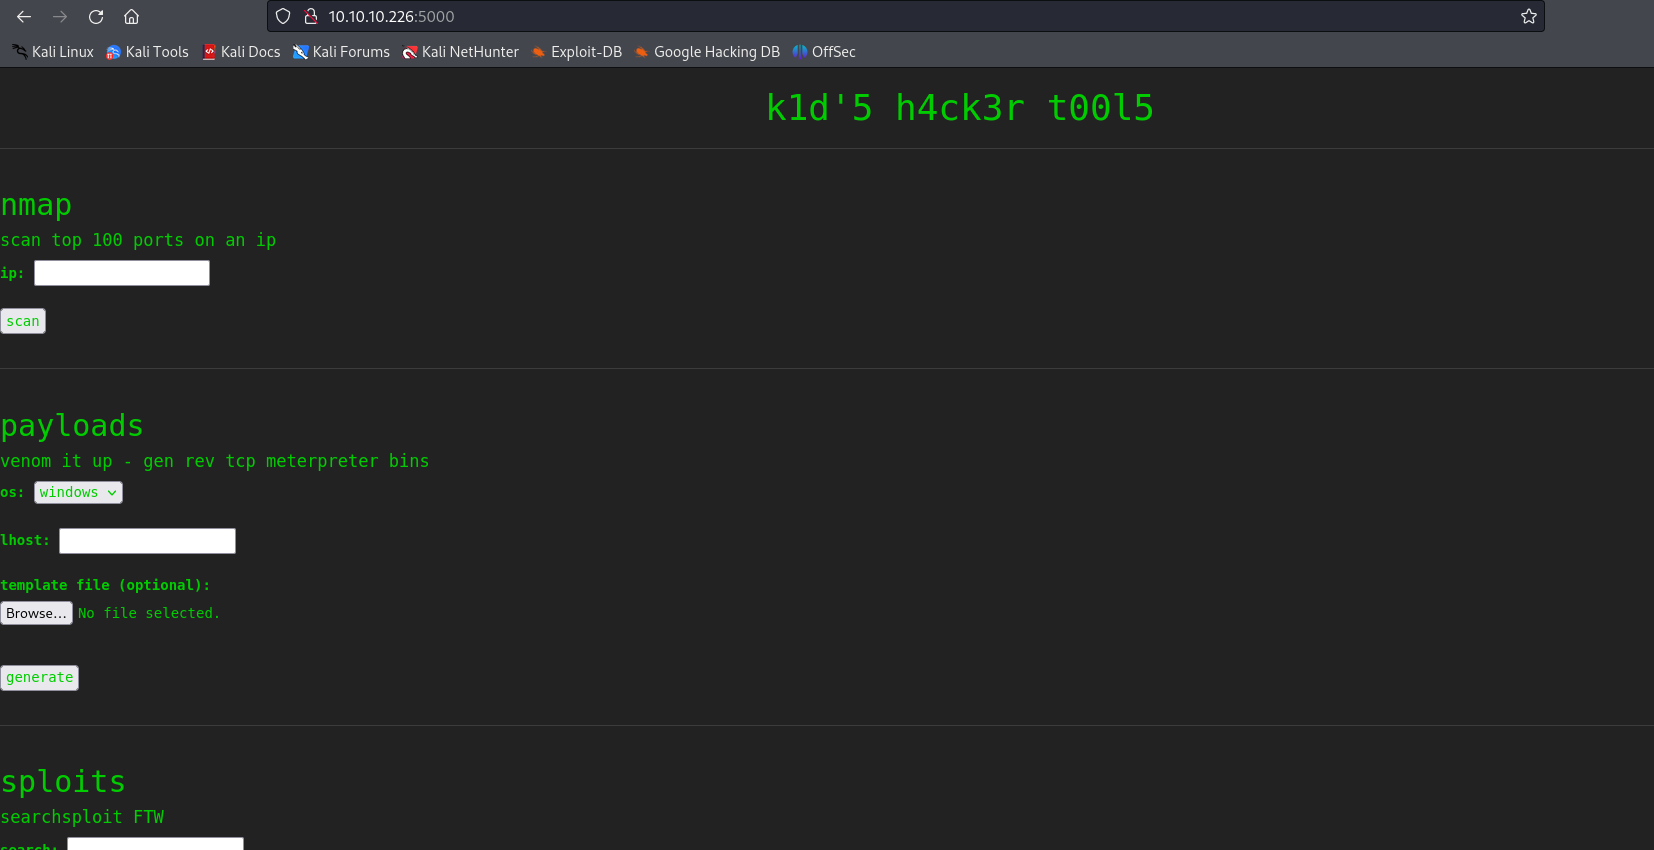 10.10.10.226:5000
Kali Linux Kali Tools Kali Docs Kali Forums Kali NetHunter Exploit-DB Google Hacking DB OffSec
k1d'5 h4ck3r t00l5
nmap
scan top 100 ports on an ip
ip:
scan
payloads
venom it up - gen rev tcp meterpreter bins
os: windows
lhost:
template file (optional):
Browse... No file selected.
generate
sploits
searchsploit FTW
search: